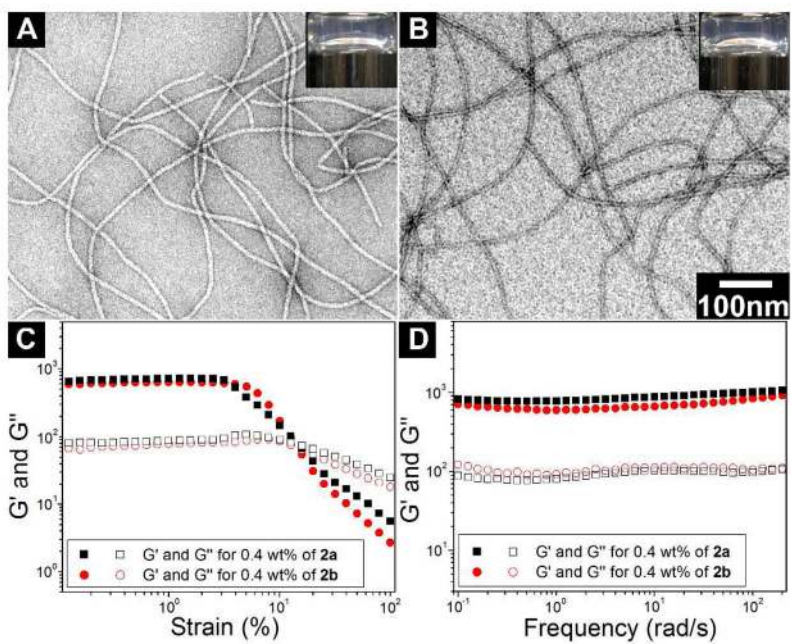 A
B
100nm
C
G' and G''
10³
10²
10¹
10⁰
G' and G'' for 0.4 wt% of 2a
G' and G'' for 0.4 wt% of 2b
10⁰
10¹
10²
Strain (%)
D
G' and G''
10³
10²
10¹
G' and G'' for 0.4 wt% of 2a
G' and G'' for 0.4 wt% of 2b
10⁻¹
10⁰
10¹
10²
Frequency (rad/s)